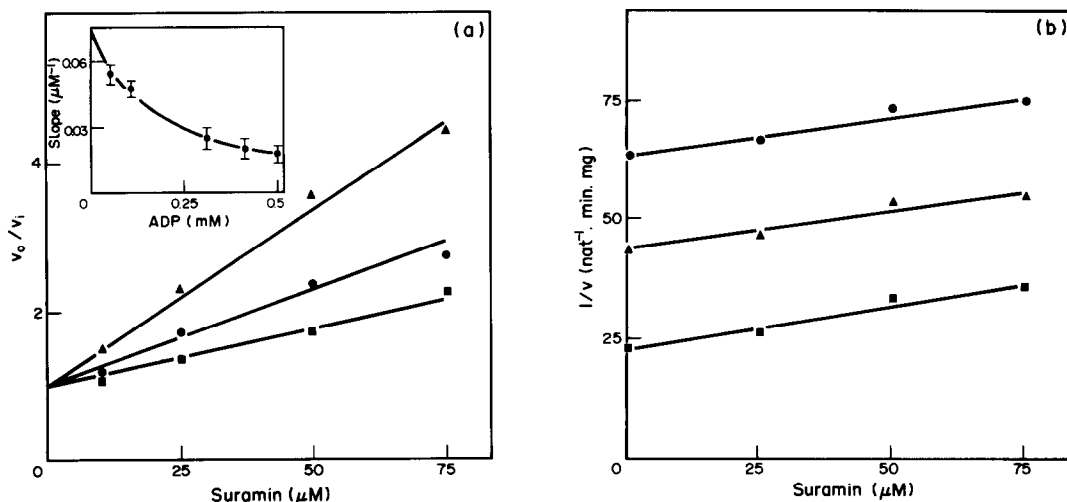 (a)
v₀/vᵢ
4
2
0
25
50
75
Suramin (μM)
Slope (μM⁻¹)
0.06
0.03
0
0.25
0.5
ADP (mM)
(b)
1/v (nat⁻¹. min. mg)
75
50
25
0
0
25
50
75
Suramin (μM)